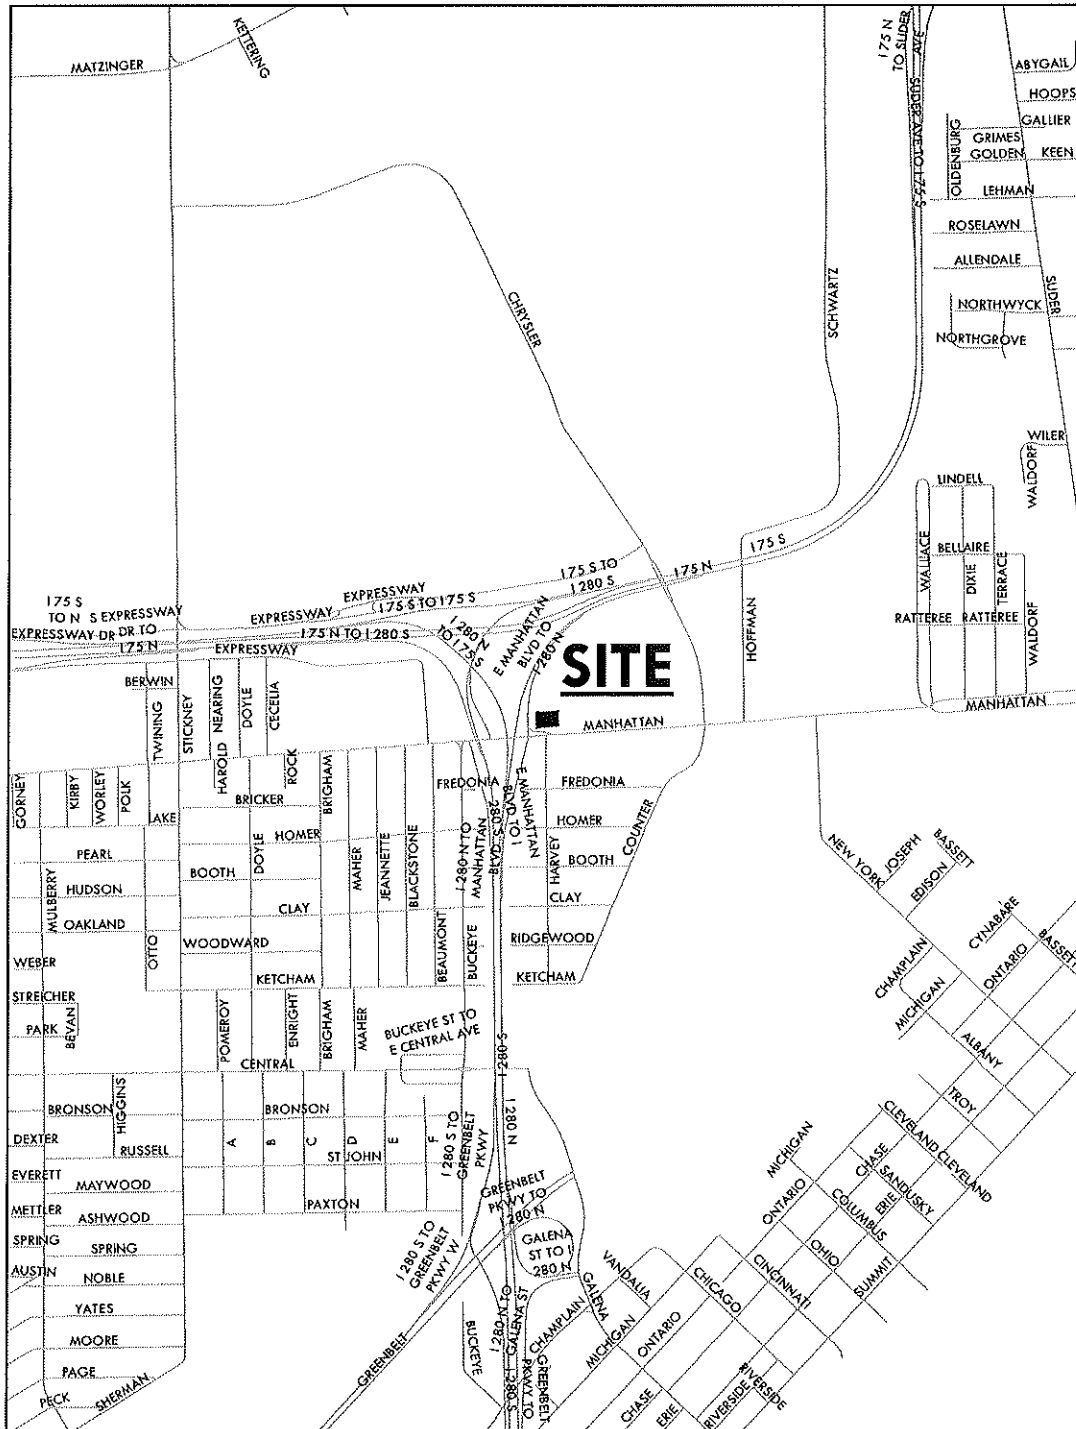 KETTERING
MATZINGER
175 N
TO SUDER
AVE
SUDER AVE TO 175 S
ABYGAIL
HOOPS
GALLIER
GRIMES
GOLDEN
KEEN
OLDENBURG
LEHMAN
ROSELAWN
ALLENDALE
SUDER
NORTHWYCK
NORTHGROVE
CHRYSLER
SCHWARTZ
WILER
WALDORF
LINDELL
WALLACE
BELLAIRE
DIXIE
TERRACE
RATTEREE
RATTEREE
WALDORF
MANHATTAN
175 S
175 N
HOFFMAN
175 S TO
I 280 S
EXPRESSWAY
175 S TO 175 S
EXPRESSWAY
175 S
TO N S EXPRESSWAY
EXPRESSWAY DR DR TO
175 N
175 N TO I 280 S
EXPRESSWAY
I 280 N
TO 175 S
E MANHATTAN
BLVD TO
I 280 N
SITE
MANHATTAN
BERWIN
TWINING
STICKNEY
HAROLD
NEARING
DOYLE
CECELIA
ROCK
BRIGHAM
GORNEY
KIRBY
WORLEY
POLK
LAKE
BRICKER
HOMER
FREDONIA
FREDONIA
E MANHATTAN
BLVD TO I
280 S
I 280 N TO
MANHATTAN
BLVD
HOMER
COUNTER
HARVEY
BOOTH
CLAY
RIDGEWOOD
KETCHAM
PEARL
MULBERRY
HUDSON
OAKLAND
BOOTH
DOYLE
MAHER
JEANNETTE
BLACKSTONE
CLAY
OTTO
WOODWARD
KETCHAM
BEAUMONT
BUCKEYE
WEBER
STREICHER
PARK
BEVAN
POMEROY
ENRIGHT
BRIGHAM
MAHER
BUCKEYE ST TO
E CENTRAL AVE
CENTRAL
I 280 S
I 280 N
NEW YORK
JOSEPH
BASSETT
EDISON
CYNABARE
BASSETT
ONTARIO
CHAMPLAIN
MICHIGAN
ALBANY
TROY
CLEVELAND
CLEVELAND
CHASE
SANDUSKY
ERIE
COLUMBUS
MICHIGAN
ONTARIO
OHIO
SUMMIT
CINCINNATI
CHICAGO
VANDALIA
BRONSON
HIGGINS
BRONSON
DEXTER
RUSSELL
A
B
C
D
E
F
ST JOHN
EVERETT
MAYWOOD
METTLER
ASHWOOD
PAXTON
SPRING
SPRING
AUSTIN
NOBLE
YATES
MOORE
PAGE
PECK
SHERMAN
I 280 S TO
GREENBELT
PKWY
GREENBELT
PKWY TO
I 280 N
I 280 S TO
GREENBELT
PKWY W
GALENA
ST TO I
280 N
GALENA
CHAMPLAIN
MICHIGAN
ONTARIO
I 280 N TO
GALENA ST
I 280 S
PKWY TO
GREENBELT
BUCKEYE
GREENBELT
CHASE
ERIE
RIVERSIDE
RIVERSIDE